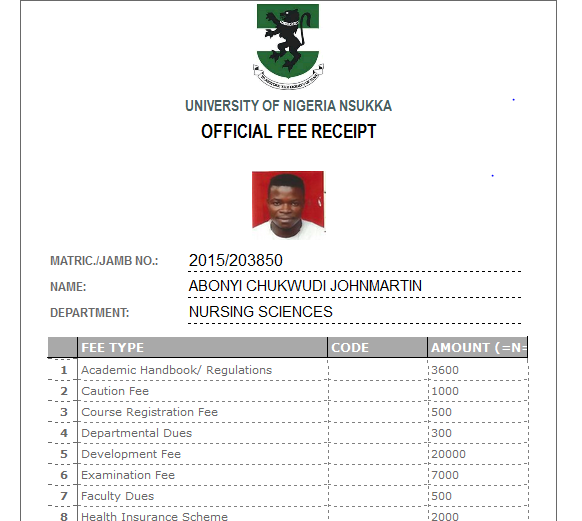 UNIVERSITY OF NIGERIA NSUKKA
OFFICIAL FEE RECEIPT
MATRIC./JAMB NO.: 2015/203850
NAME: ABONYI CHUKWUDI JOHNMARTIN
DEPARTMENT: NURSING SCIENCES
FEE TYPE CODE AMOUNT (=N=
1 Academic Handbook/ Regulations 3600
2 Caution Fee 1000
3 Course Registration Fee 500
4 Departmental Dues 300
5 Development Fee 20000
6 Examination Fee 7000
7 Faculty Dues 500
8 Health Insurance Scheme 2000